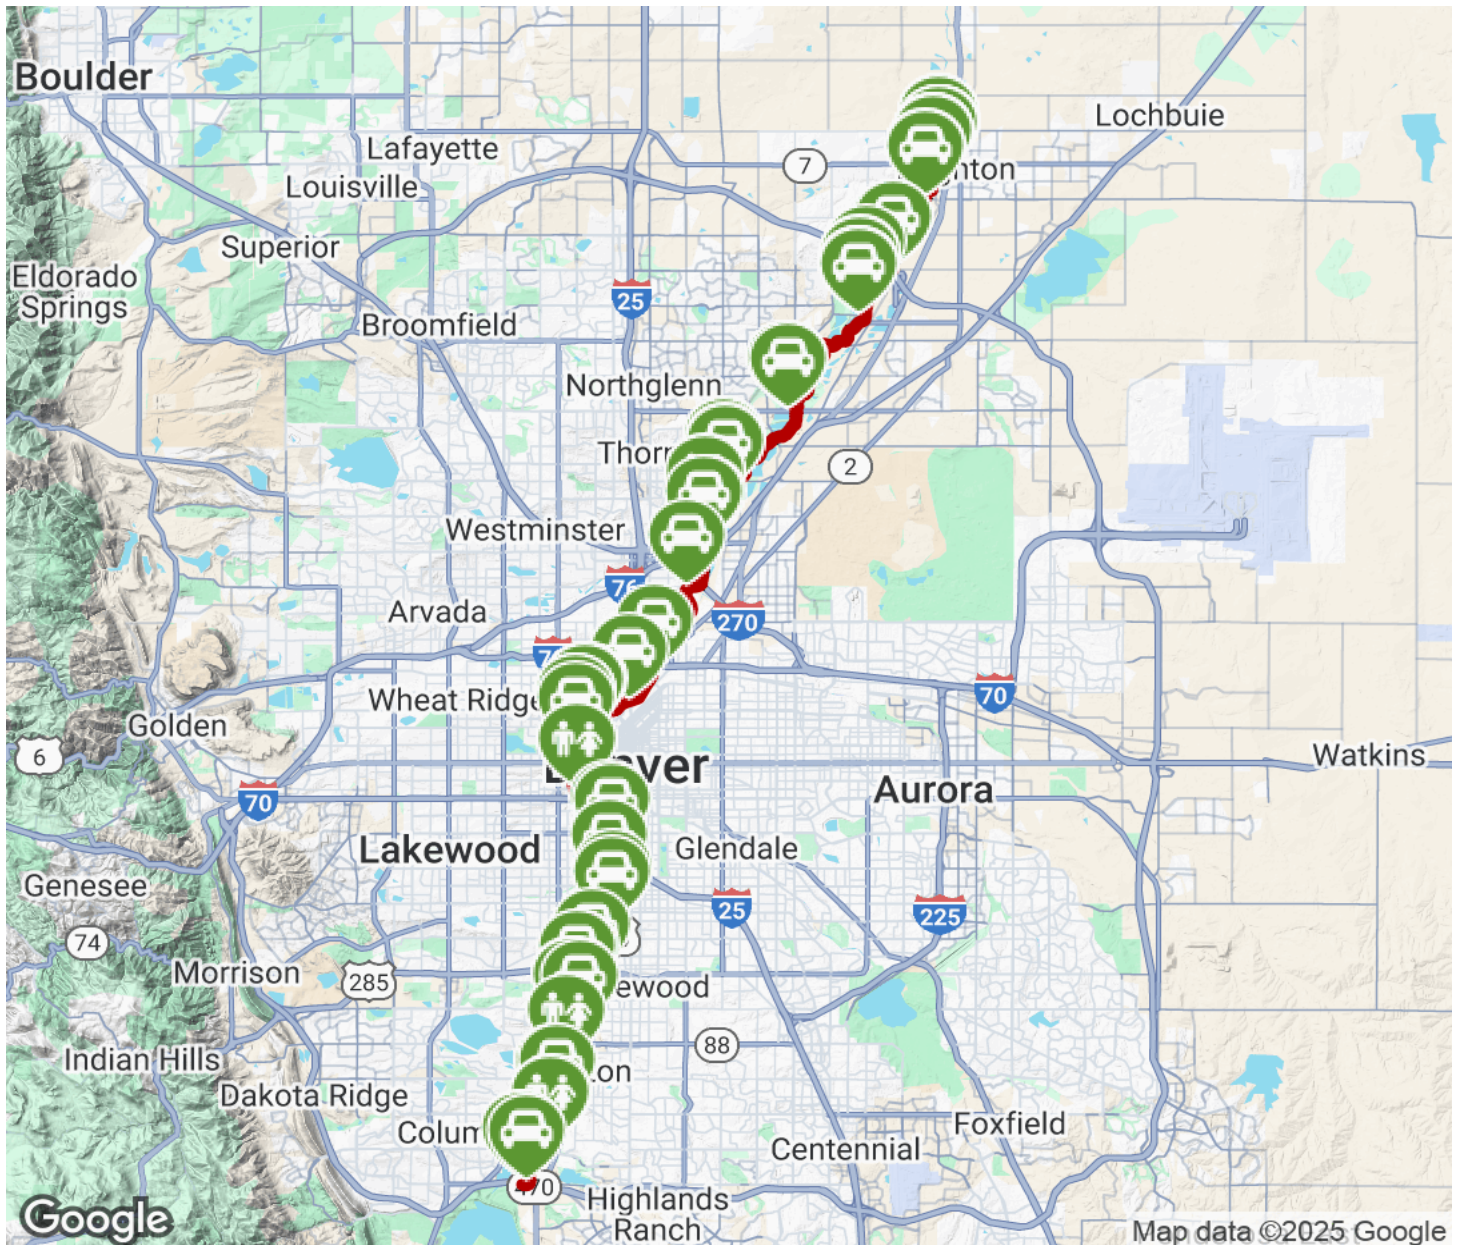 Boulder
Lochbuie
Lafayette
7
Louisville
Superior
Eldorado
Springs
25
Broomfield
Northglenn
2
Westminster
76
Arvada
270
Wheat Ridge
70
Golden
6
Watkins
Aurora
70
Lakewood
Glendale
Genesee
25
225
74
Morrison
285
88
Indian Hills
Dakota Ridge
Foxfield
Centennial
Highlands
Ranch
Google
Map data ©2025 Google